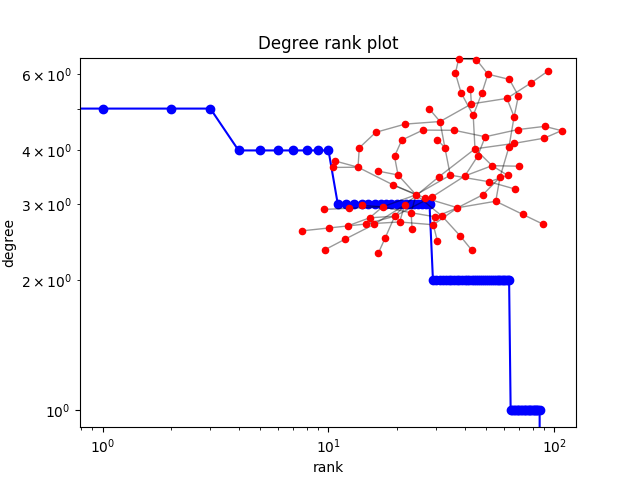 Degree rank plot
6 × 10⁰
4 × 10⁰
3 × 10⁰
2 × 10⁰
10⁰
degree
10⁰
10¹
10²
rank